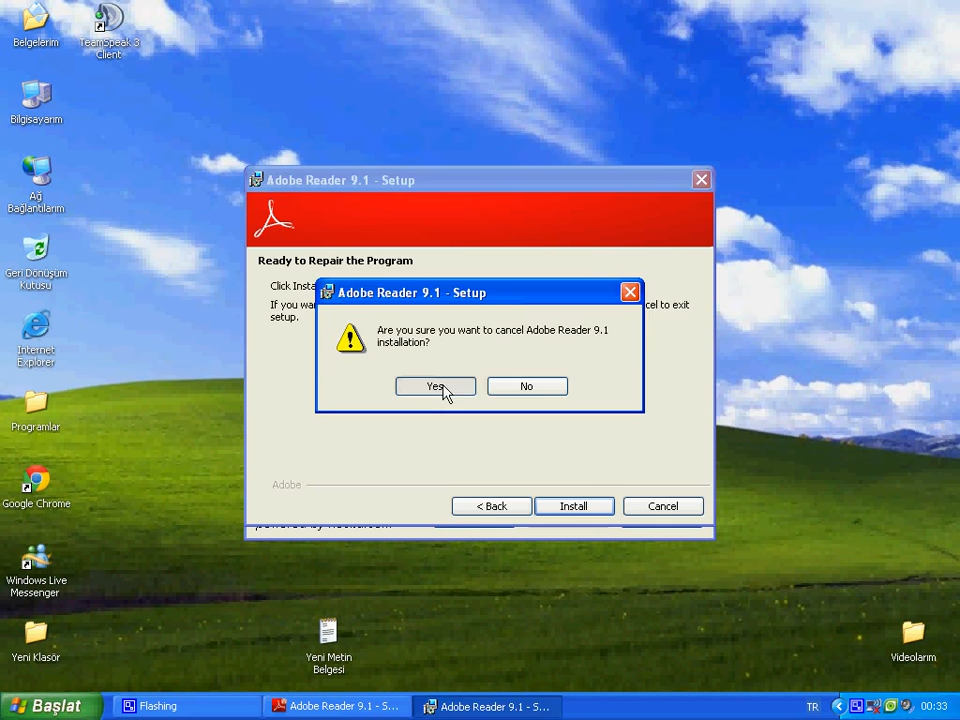 Belgelerim
TeamSpeak 3
Client
Bilgisayarım
Ağ
Bağlantılarım
Geri Dönüşüm
Kutusu
Internet
Explorer
Programlar
Google Chrome
Windows Live
Messenger
Yeni Klasör
Yeni Metin
Belgesi
Videolarım
Adobe Reader 9.1 - Setup
Ready to Repair the Program
Click Insta
If you wa
cel to exit
setup.
Adobe Reader 9.1 - Setup
Are you sure you want to cancel Adobe Reader 9.1
installation?
Yes
No
Adobe
< Back
Install
Cancel
Başlat
Flashing
Adobe Reader 9.1 - S...
Adobe Reader 9.1 - S...
TR
00:33